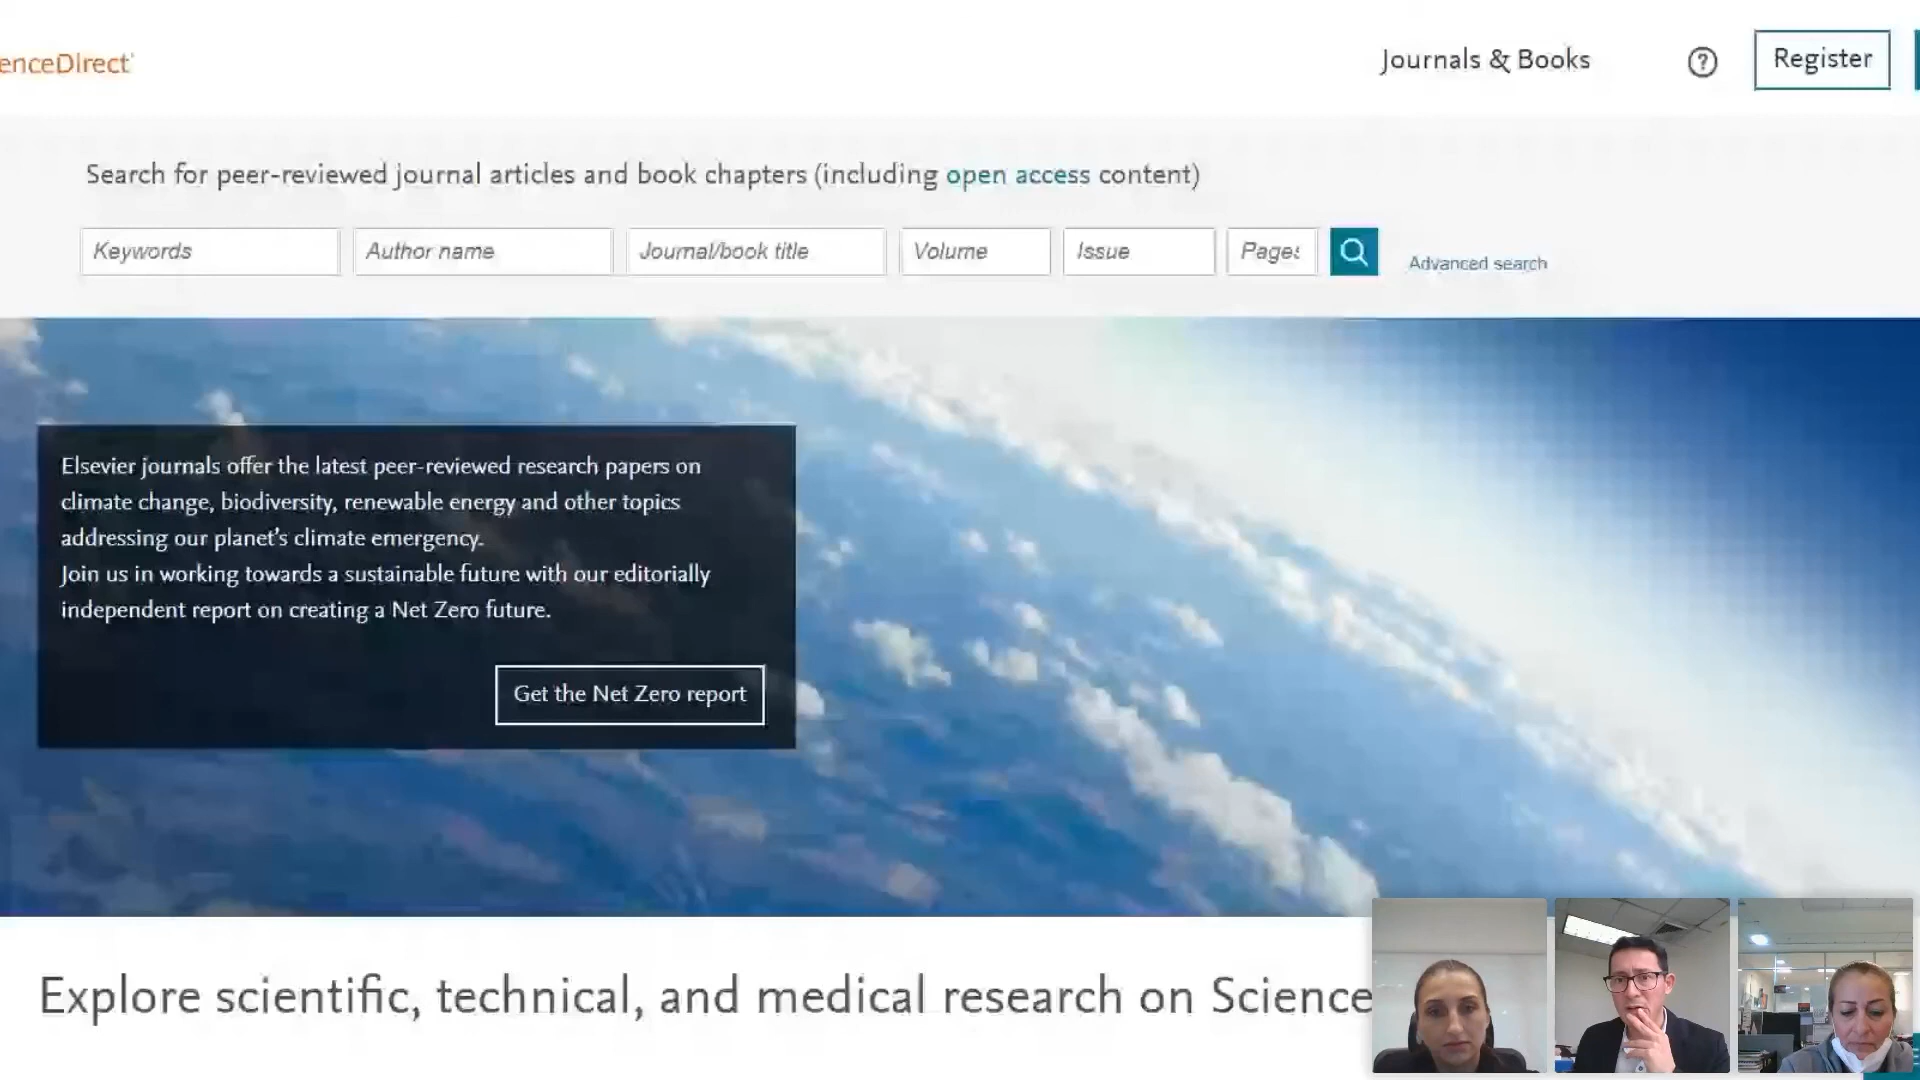 enceDirect
Journals & Books
Register
Search for peer-reviewed journal articles and book chapters (including open access content)
Keywords
Author name
Journal/book title
Volume
Issue
Pages
Advanced search
Elsevier journals offer the latest peer-reviewed research papers on
climate change, biodiversity, renewable energy and other topics
addressing our planet's climate emergency.
Join us in working towards a sustainable future with our editorially
independent report on creating a Net Zero future.
Get the Net Zero report
Explore scientific, technical, and medical research on Science